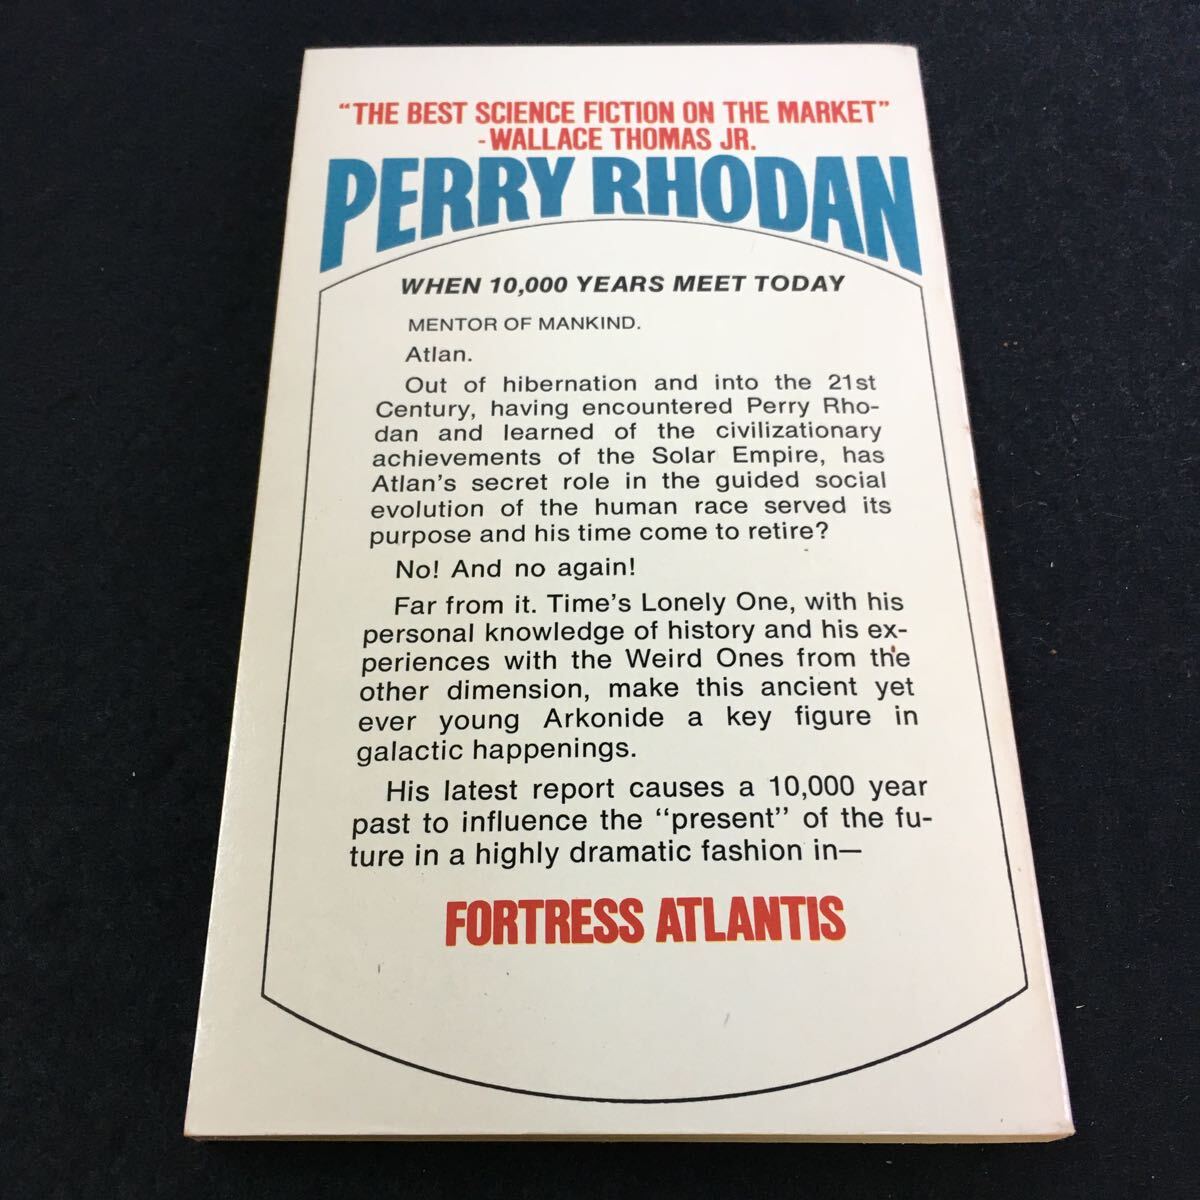 "THE BEST SCIENCE FICTION ON THE MARKET"
-WALLACE THOMAS JR.
PERRY RHODAN
WHEN 10,000 YEARS MEET TODAY
MENTOR OF MANKIND.
Atlan.
Out of hibernation and into the 21st
Century, having encountered Perry Rho-
dan and learned of the civilizationary
achievements of the Solar Empire, has
Atlan's secret role in the guided social
evolution of the human race served its
purpose and his time come to retire?
No! And no again!
Far from it. Time's Lonely One, with his
personal knowledge of history and his ex-
periences with the Weird Ones from the
other dimension, make this ancient yet
ever young Arkonide a key figure in
galactic happenings.
His latest report causes a 10,000 year
past to influence the "present" of the fu-
ture in a highly dramatic fashion in—
FORTRESS ATLANTIS